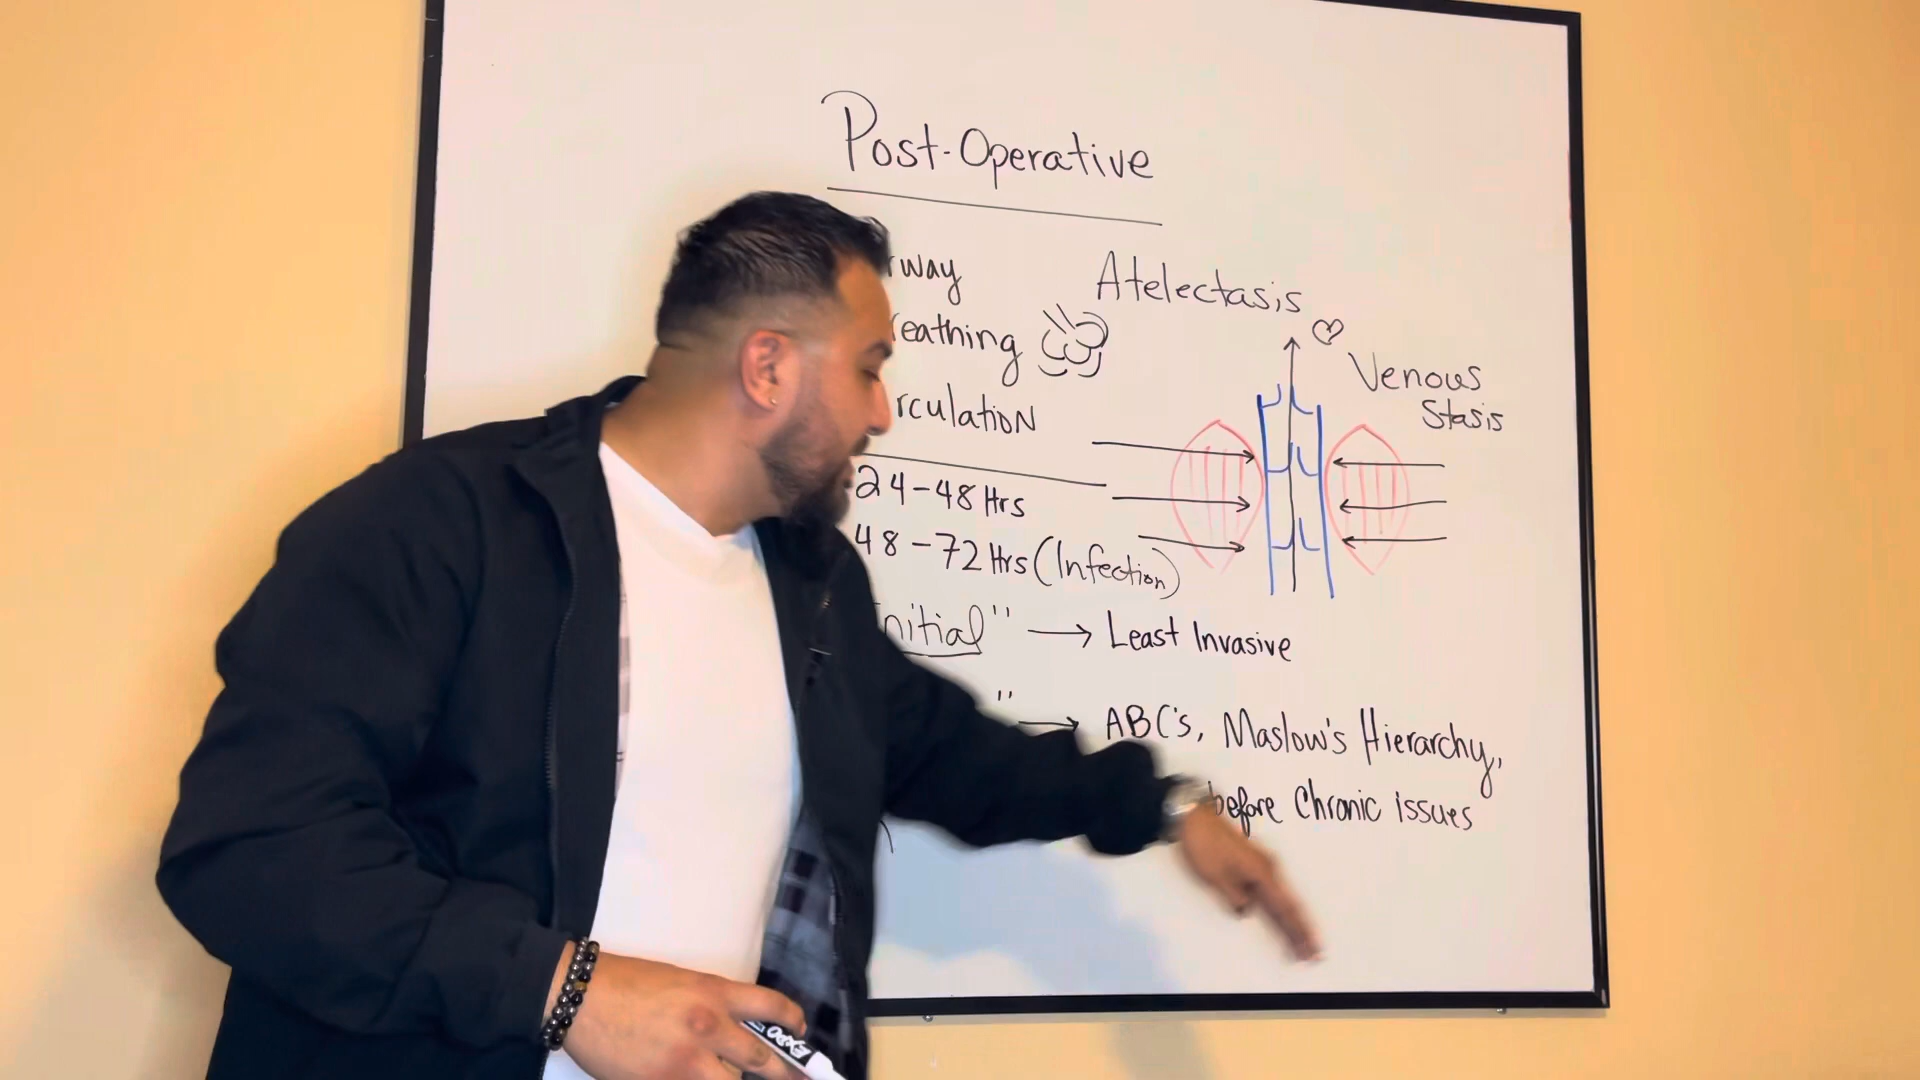 Post-Operative
rway
Atelectasis
reathing
Venous
Stasis
rculation
24-48 Hrs
48-72 Hrs (Infection)
nitial" → Least Invasive
" → ABC's, Maslow's Hierarchy,
before Chronic issues
EXPO